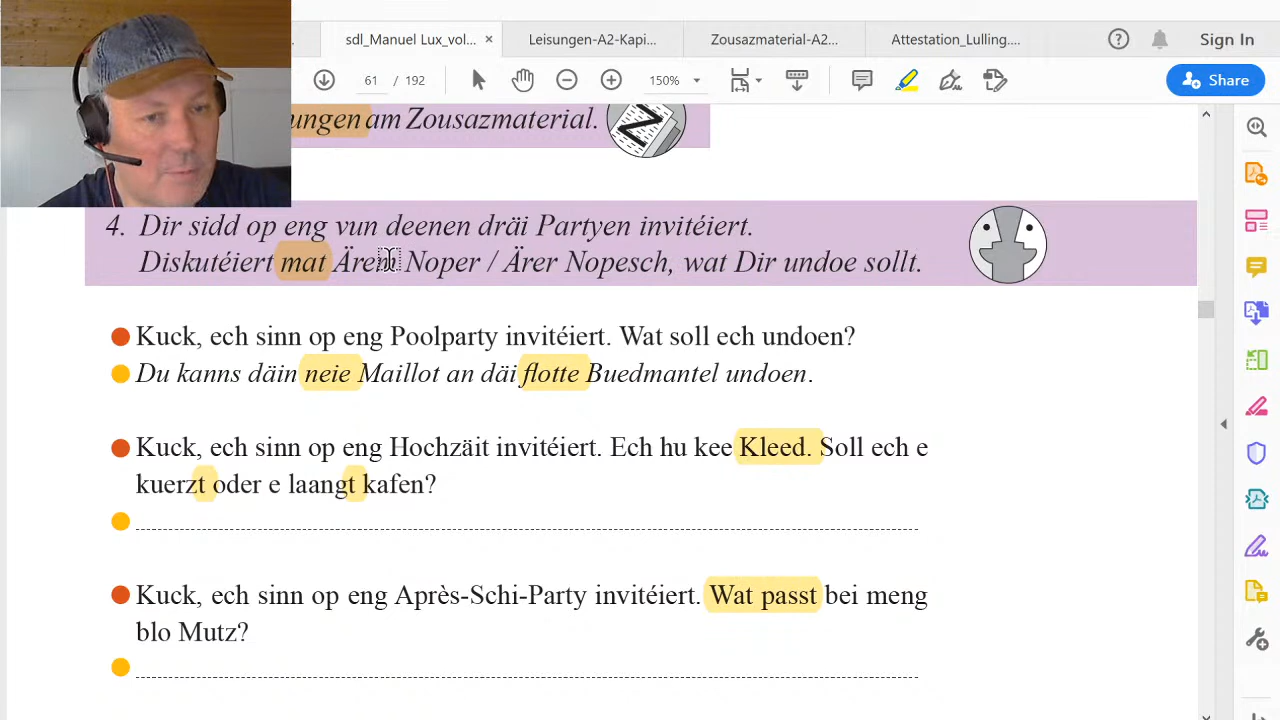 sdl_Manuel Lux_vol... × Leisungen-A2-Kapi... Zousazmaterial-A2... Attestation_Lulling.... Sign In
61 / 192 150% Share
ungen am Zousazmaterial.
4. Dir sidd op eng vun deenen dräi Partyen invitéiert.
Diskutéiert mat Ärem Noper / Ärer Nopesch, wat Dir undoe sollt.
Kuck, ech sinn op eng Poolparty invitéiert. Wat soll ech undoen?
Du kanns däin neie Maillot an däi flotte Buedmantel undoen.
Kuck, ech sinn op eng Hochzäit invitéiert. Ech hu kee Kleed. Soll ech e
kuerzt oder e laangt kafen?
Kuck, ech sinn op eng Après-Schi-Party invitéiert. Wat passt bei meng
blo Mutz?